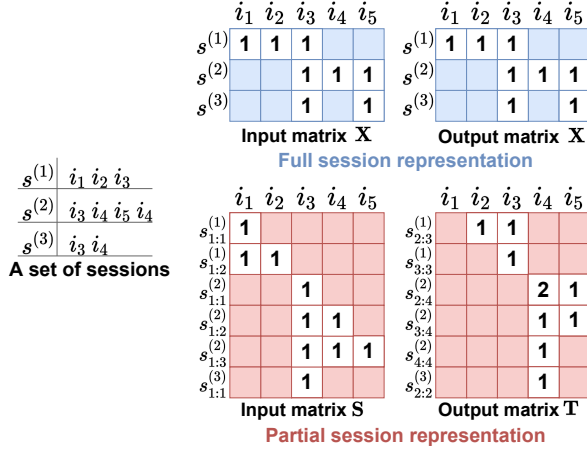 i₁ i₂ i₃ i₄ i₅ i₁ i₂ i₃ i₄ i₅
s⁽¹⁾ 1 1 1 s⁽¹⁾ 1 1 1
s⁽²⁾ 1 1 1 s⁽²⁾ 1 1 1
s⁽³⁾ 1 1 s⁽³⁾ 1 1
Input matrix X Output matrix X
Full session representation
s⁽¹⁾ i₁ i₂ i₃
s⁽²⁾ i₃ i₄ i₅ i₄
s⁽³⁾ i₃ i₄
A set of sessions
i₁ i₂ i₃ i₄ i₅ i₁ i₂ i₃ i₄ i₅
s⁽¹⁾₁:₁ 1 s⁽¹⁾₂:₃ 1 1
s⁽¹⁾₁:₂ 1 1 s⁽¹⁾₃:₃ 1
s⁽²⁾₁:₁ 1 s⁽²⁾₂:₄ 2 1
s⁽²⁾₁:₂ 1 1 s⁽²⁾₃:₄ 1 1
s⁽²⁾₁:₃ 1 1 1 s⁽²⁾₄:₄ 1
s⁽³⁾₁:₁ 1 s⁽³⁾₂:₂ 1
Input matrix S Output matrix T
Partial session representation